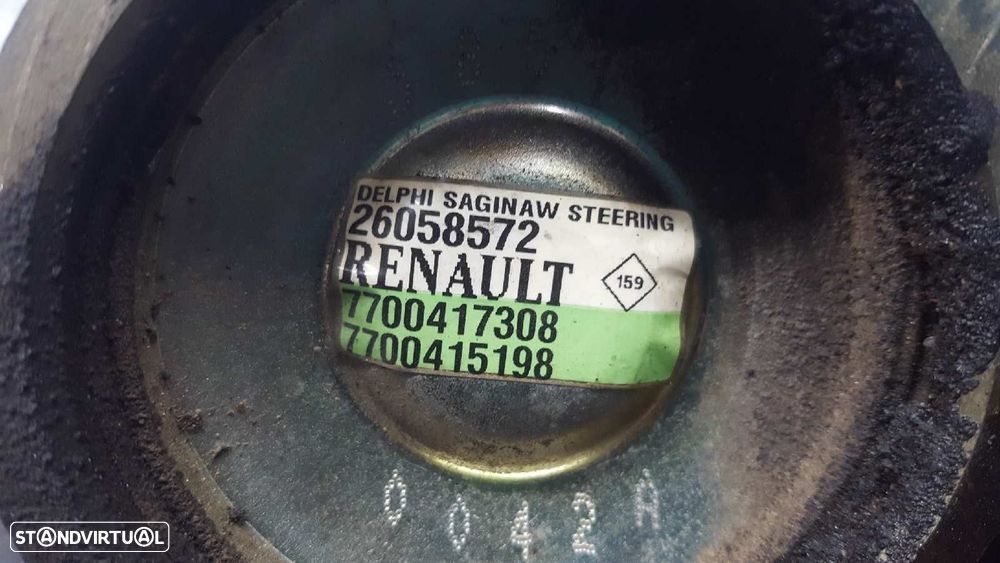 DELPHI SAGINAW STEERING
26058572
RENAULT
159
7700417308
7700415198
0042A
STANDVIRTUAL